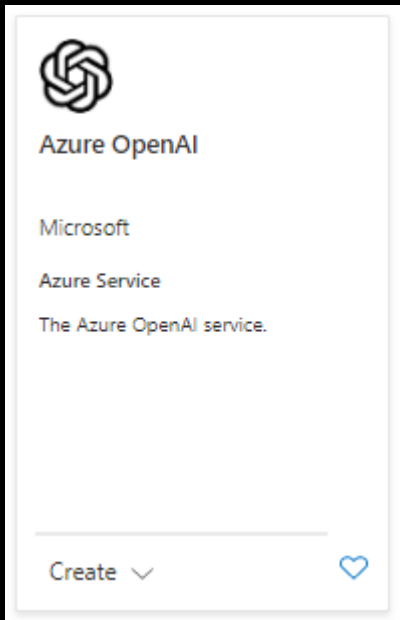 Azure OpenAI
Microsoft
Azure Service
The Azure OpenAI service.
Create